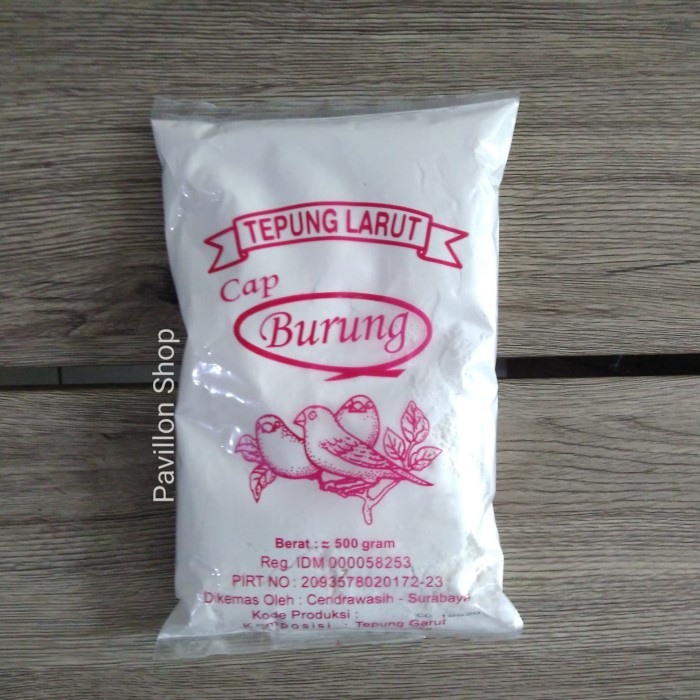 TEPUNG LARUT
Cap
Burung
Pavillon Shop
Berat : ± 500 gram
Reg. IDM 000058253
PIRT NO : 2093578020172-23
Dikemas Oleh : Cendrawasih - Surabaya
Kode Produksi :
Komposisi : Tepung Garut